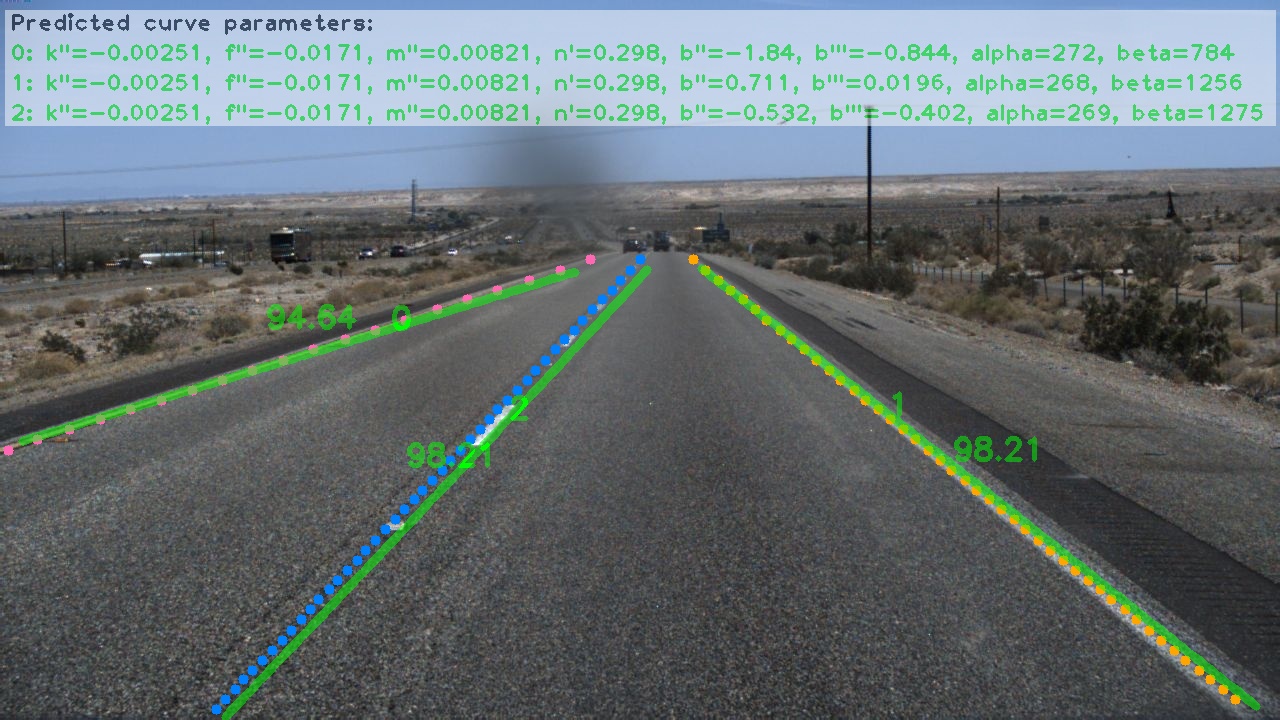 Predicted curve parameters:
0: k''=-0.00251, f''=-0.0171, m''=0.00821, n'=0.298, b''=-1.84, b'''=-0.844, alpha=272, beta=784
1: k''=-0.00251, f''=-0.0171, m''=0.00821, n'=0.298, b''=0.711, b'''=0.0196, alpha=268, beta=1256
2: k''=-0.00251, f''=-0.0171, m''=0.00821, n'=0.298, b''=-0.532, b'''=-0.402, alpha=269, beta=1275
94.64 0
2 1
98.21 98.21